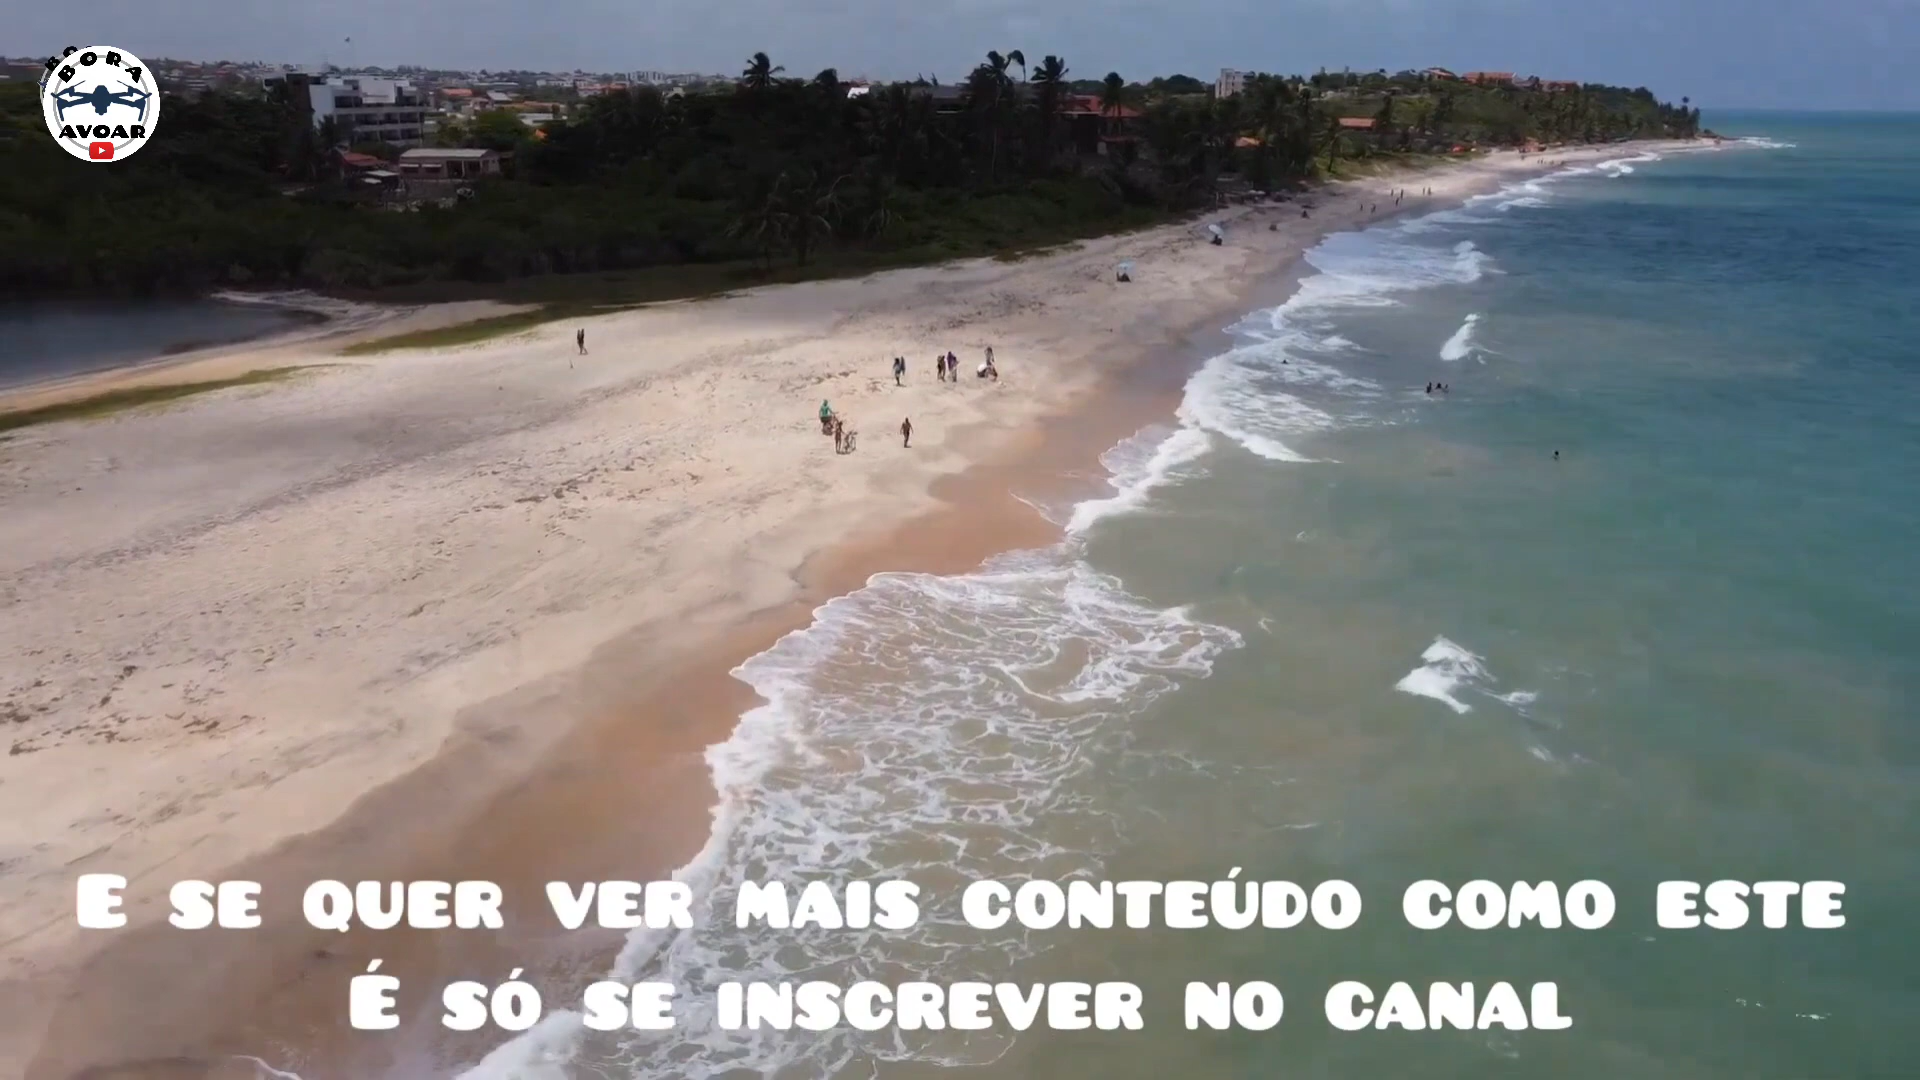 BORA
AVOAR
E SE QUER VER MAIS CONTEÚDO COMO ESTE
É SÓ SE INSCREVER NO CANAL